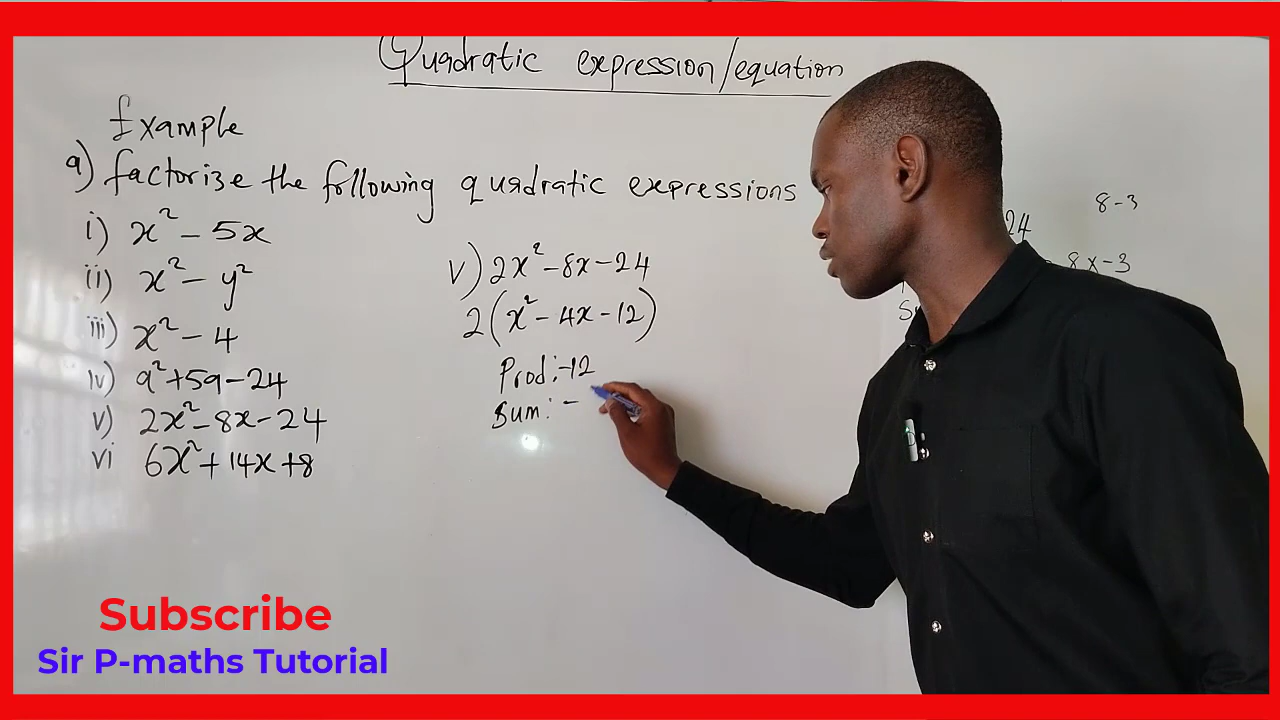 Quadratic expression/equation
Example
a) factorize the following quadratic expressions
i) x² - 5x
ii) x² - y²
iii) x² - 4
iv) a²+5a-24
v) 2x²-8x-24
vi 6x²+14x+8
v) 2x²-8x-24
2(x²-4x-12)
Prod:-12
Sum: -
8-3
24
8x-3
Subscribe
Sir P-maths Tutorial